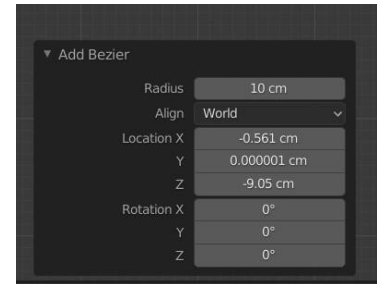 Add Bezier
Radius 10 cm
Align World
Location X -0.561 cm
Y 0.000001 cm
Z -9.05 cm
Rotation X 0°
Y 0°
Z 0°